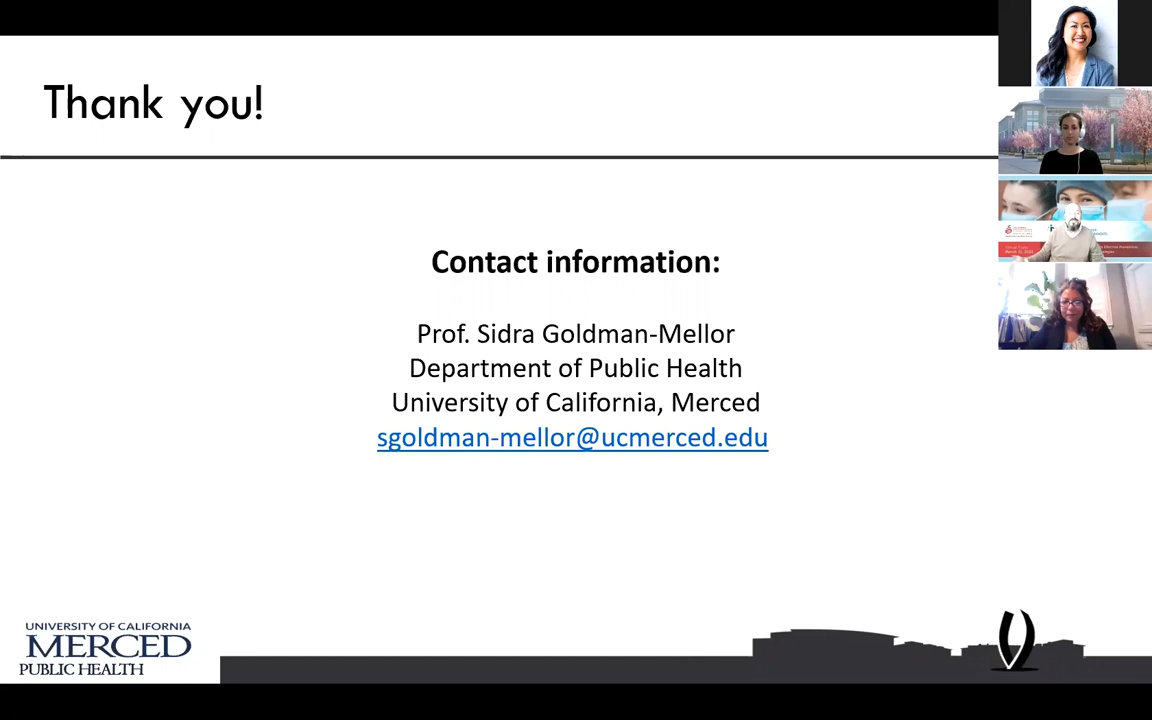 Thank you!
Contact information:
Prof. Sidra Goldman-Mellor
Department of Public Health
University of California, Merced
sgoldman-mellor@ucmerced.edu
UNIVERSITY OF CALIFORNIA
MERCED
PUBLIC HEALTH